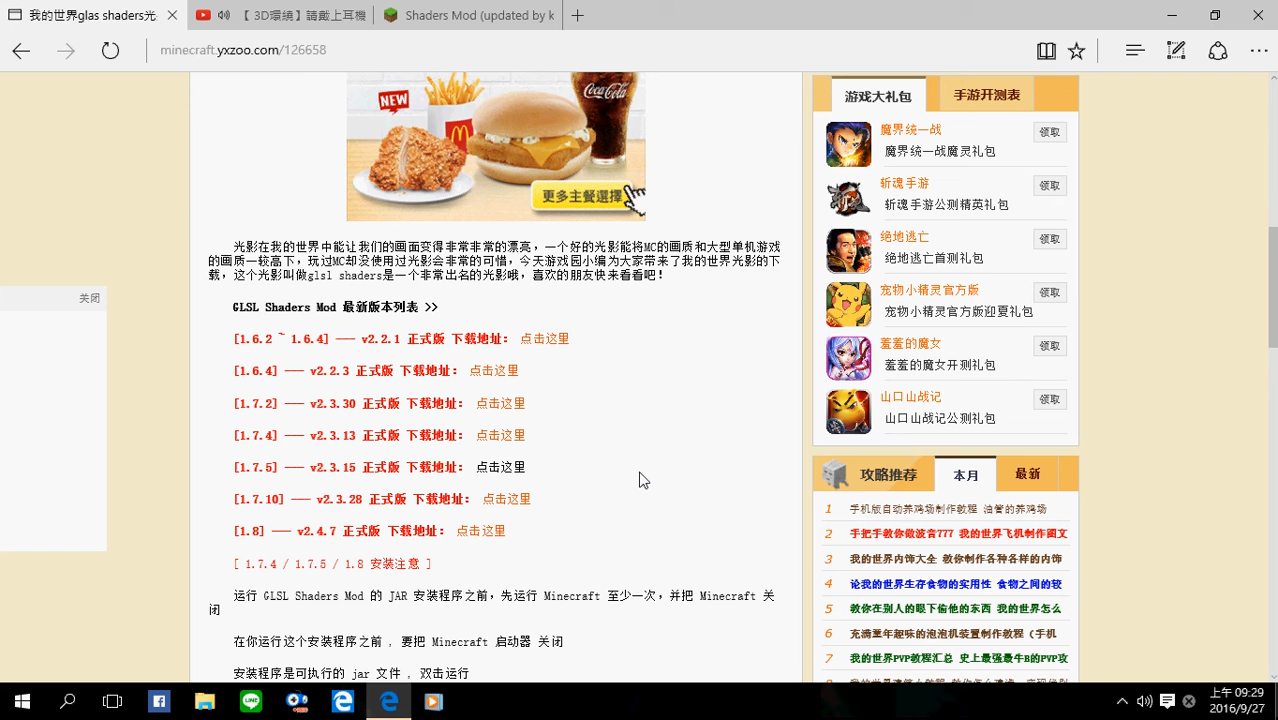 我的世界glas shaders光
【 3D環繞】請戴上耳機
Shaders Mod (updated by k
minecraft.yxzoo.com/126658
NEW
Coca-Cola
更多主餐選擇
光影在我的世界中能让我们的画面变得非常非常的漂亮，一个好的光影能将MC的画质和大型单机游戏
的画质一较高下，玩过MC却没使用过光影会非常的可惜，今天游戏园小编为大家带来了我的世界光影的下
载，这个光影叫做glsl shaders是一个非常出名的光影哦，喜欢的朋友快来看看吧！
GLSL Shaders Mod 最新版本列表 >>
[1.6.2 ~ 1.6.4] —— v2.2.1 正式版 下载地址： 点击这里
[1.6.4] —— v2.2.3 正式版 下载地址： 点击这里
[1.7.2] —— v2.3.30 正式版 下载地址： 点击这里
[1.7.4] —— v2.3.13 正式版 下载地址： 点击这里
[1.7.5] —— v2.3.15 正式版 下载地址： 点击这里
[1.7.10] —— v2.3.28 正式版 下载地址： 点击这里
[1.8] —— v2.4.7 正式版 下载地址： 点击这里
[ 1.7.4 / 1.7.5 / 1.8 安装注意 ]
运行 GLSL Shaders Mod 的 JAR 安装程序之前，先运行 Minecraft 至少一次，并把 Minecraft 关
闭
在你运行这个安装程序之前 , 要把 Minecraft 启动器 关闭
安装程序是可执行的 jar 文件 , 双击运行
关闭
游戏大礼包
手游开测表
魔界统一战
领取
魔界统一战魔灵礼包
斩魂手游
领取
斩魂手游公测精英礼包
绝地逃亡
领取
绝地逃亡首测礼包
宠物小精灵官方版
领取
宠物小精灵官方版迎夏礼包
羞羞的魔女
领取
羞羞的魔女开测礼包
山口山战记
领取
山口山战记公测礼包
攻略推荐
本月
最新
1 手机版自动养鸡场制作教程 油管的养鸡场
2 手把手教你做波音777 我的世界飞机制作图文
3 我的世界内饰大全 教你制作各种各样的内饰
4 论我的世界生存食物的实用性 食物之间的较
5 教你在别人的眼下偷他的东西 我的世界怎么
6 充满童年趣味的泡泡机装置制作教程（手机
7 我的世界PVP教程汇总 史上最强最牛B的PVP攻
LINE
上午 09:29
2016/9/27